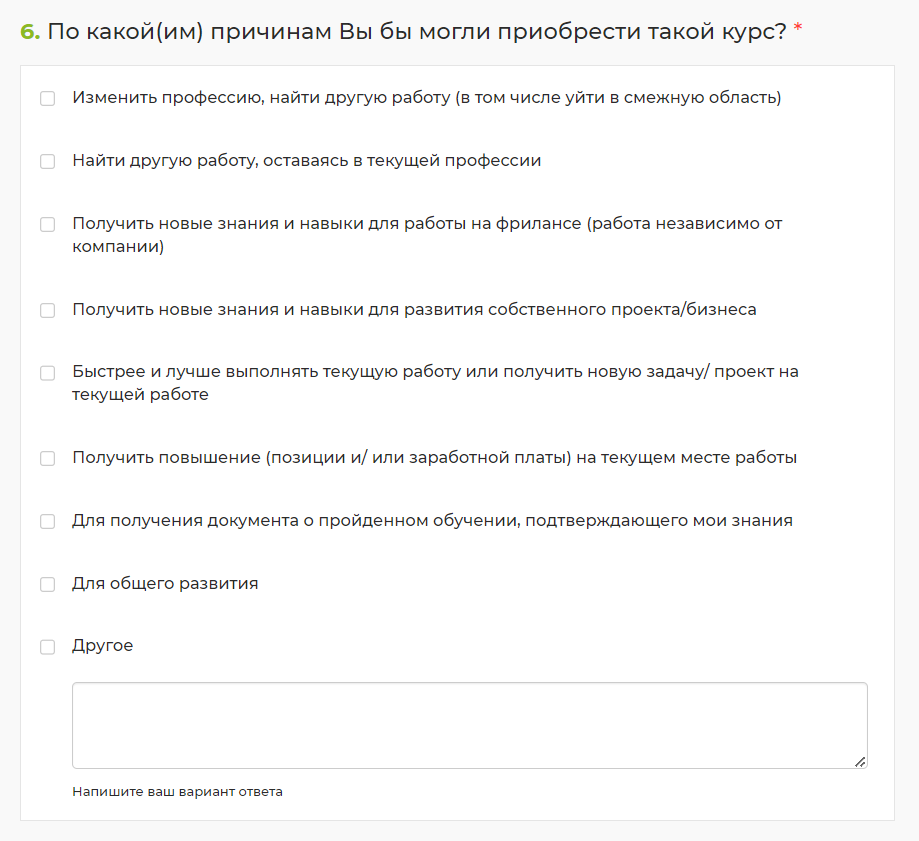 6. По какой(им) причинам Вы бы могли приобрести такой курс? *
Изменить профессию, найти другую работу (в том числе уйти в смежную область)
Найти другую работу, оставаясь в текущей профессии
Получить новые знания и навыки для работы на фрилансе (работа независимо от
компании)
Получить новые знания и навыки для развития собственного проекта/бизнеса
Быстрее и лучше выполнять текущую работу или получить новую задачу/ проект на
текущей работе
Получить повышение (позиции и/ или заработной платы) на текущем месте работы
Для получения документа о пройденном обучении, подтверждающего мои знания
Для общего развития
Другое
Напишите ваш вариант ответа